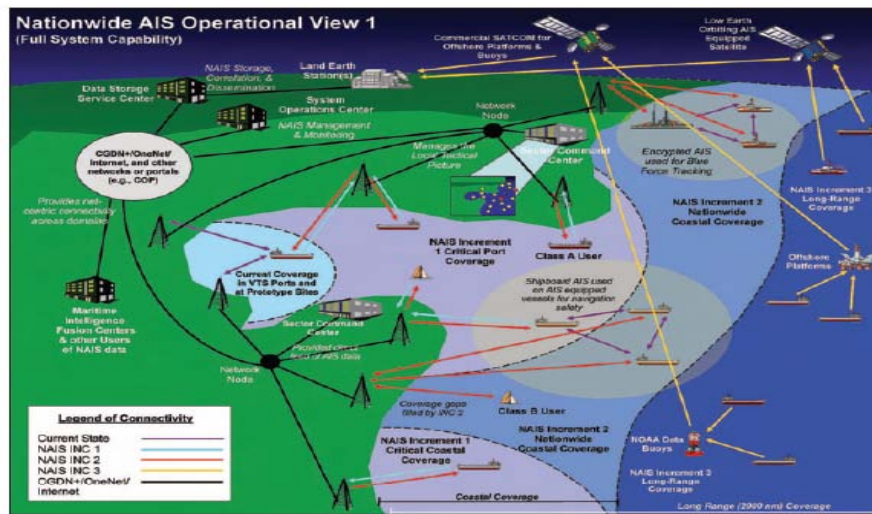 Nationwide AIS Operational View 1
(Full System Capability)
Commercial SATCOM for
Offshore Platforms &
Buoys
Low Earth
Orbiting AIS
Equipped
Satellite
NAIS Storage,
Correlation, &
Dissemination
Land Earth
Station(s)
Data Storage
Service Center
System
Operations Center
NAIS Management
& Monitoring
Network
Node
Manages the
Local Tactical
Picture
Sector Command
Center
Encrypted AIS
used for Blue
Force Tracking
CGDN+/OneNet/
Internet, and other
networks or portals
(e.g., COP)
Provides net-
centric connectivity
across domains
NAIS Increment 3
Long-Range
Coverage
NAIS Increment 2
Nationwide
Coastal Coverage
NAIS Increment
1 Critical Port
Coverage
Class A User
Offshore
Platforms
Current Coverage
in VTS Ports and
at Prototype Sites
Shipboard AIS used
on AIS equipped
vessels for navigation
safety
Maritime
Intelligence
Fusion Centers
& other Users
of NAIS data
Sector Command
Center
Network
Node
feed of AIS data
Coverage gaps
filled by INC 2
Class B User
NAIS Increment 2
Nationwide
Coastal Coverage
NAIS Increment 1
Critical Coastal
Coverage
NOAA Data
Buoys
NAIS Increment 3
Long-Range
Coverage
Legend of Connectivity
Current State
NAIS INC 1
NAIS INC 2
NAIS INC 3
CGDN+/OneNet/
Internet
Coastal Coverage
Long Range (2000 nm) Coverage